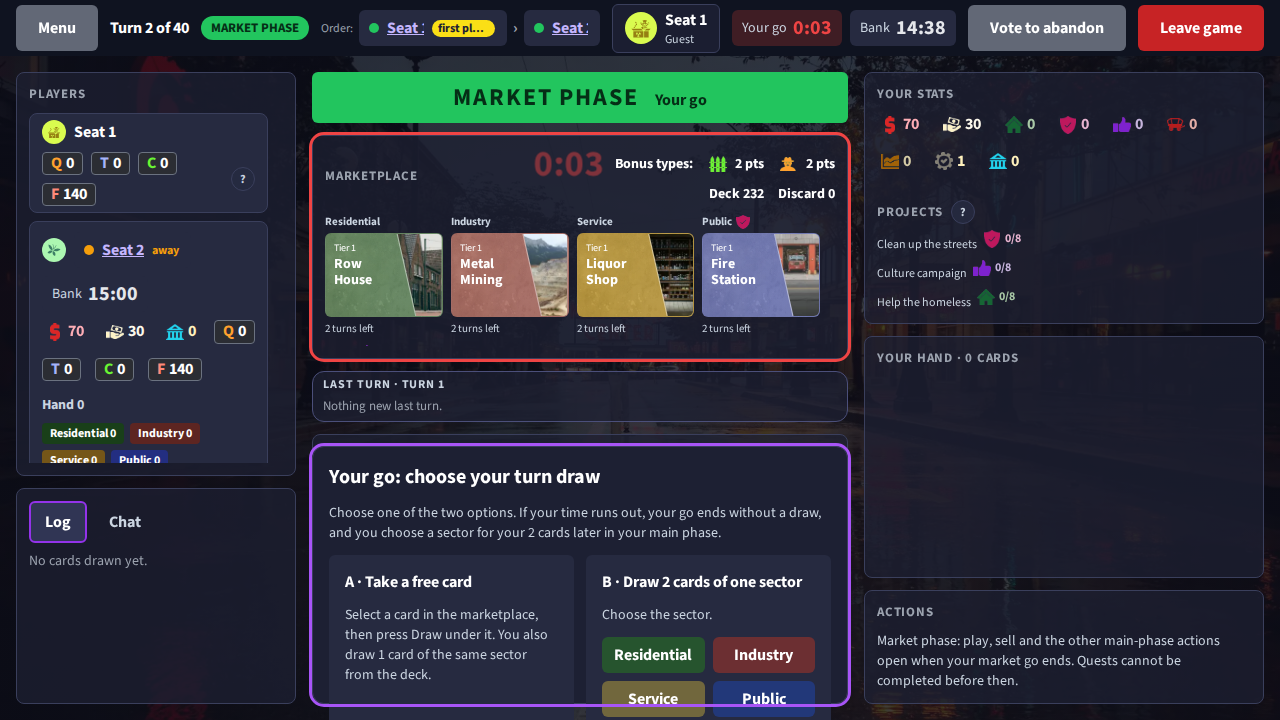 Menu
Turn 2 of 40
MARKET PHASE
Order:
Seat 1
first pl...
›
Seat
Seat 1
Guest
Your go 0:03
Bank 14:38
Vote to abandon
Leave game
PLAYERS
Seat 1
Q 0
T 0
C 0
F 140
?
Seat 2 away
Bank 15:00
70
30
0
Q 0
T 0
C 0
F 140
Hand 0
Residential 0
Industry 0
Service 0
Public 0
Log
Chat
No cards drawn yet.
MARKET PHASE Your go
MARKETPLACE
0:03
Bonus types:
2 pts
2 pts
Deck 232
Discard 0
Residential
Tier 1
Row
House
2 turns left
Industry
Tier 1
Metal
Mining
2 turns left
Service
Tier 1
Liquor
Shop
2 turns left
Public
Tier 1
Fire
Station
2 turns left
LAST TURN · TURN 1
Nothing new last turn.
Your go: choose your turn draw
Choose one of the two options. If your time runs out, your go ends without a draw,
and you choose a sector for your 2 cards later in your main phase.
A · Take a free card
Select a card in the marketplace,
then press Draw under it. You also
draw 1 card of the same sector
from the deck.
B · Draw 2 cards of one sector
Choose the sector.
Residential
Industry
Service
Public
YOUR STATS
70
30
0
0
0
0
0
1
0
PROJECTS ?
Clean up the streets 0/8
Culture campaign 0/8
Help the homeless 0/8
YOUR HAND · 0 CARDS
ACTIONS
Market phase: play, sell and the other main-phase actions
open when your market go ends. Quests cannot be
completed before then.